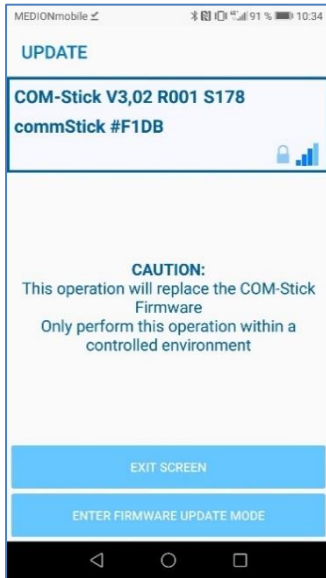 MEDIONmobile 91 % 10:34
UPDATE
COM-Stick V3,02 R001 S178
commStick #F1DB
CAUTION:
This operation will replace the COM-Stick
Firmware
Only perform this operation within a
controlled environment
EXIT SCREEN
ENTER FIRMWARE UPDATE MODE